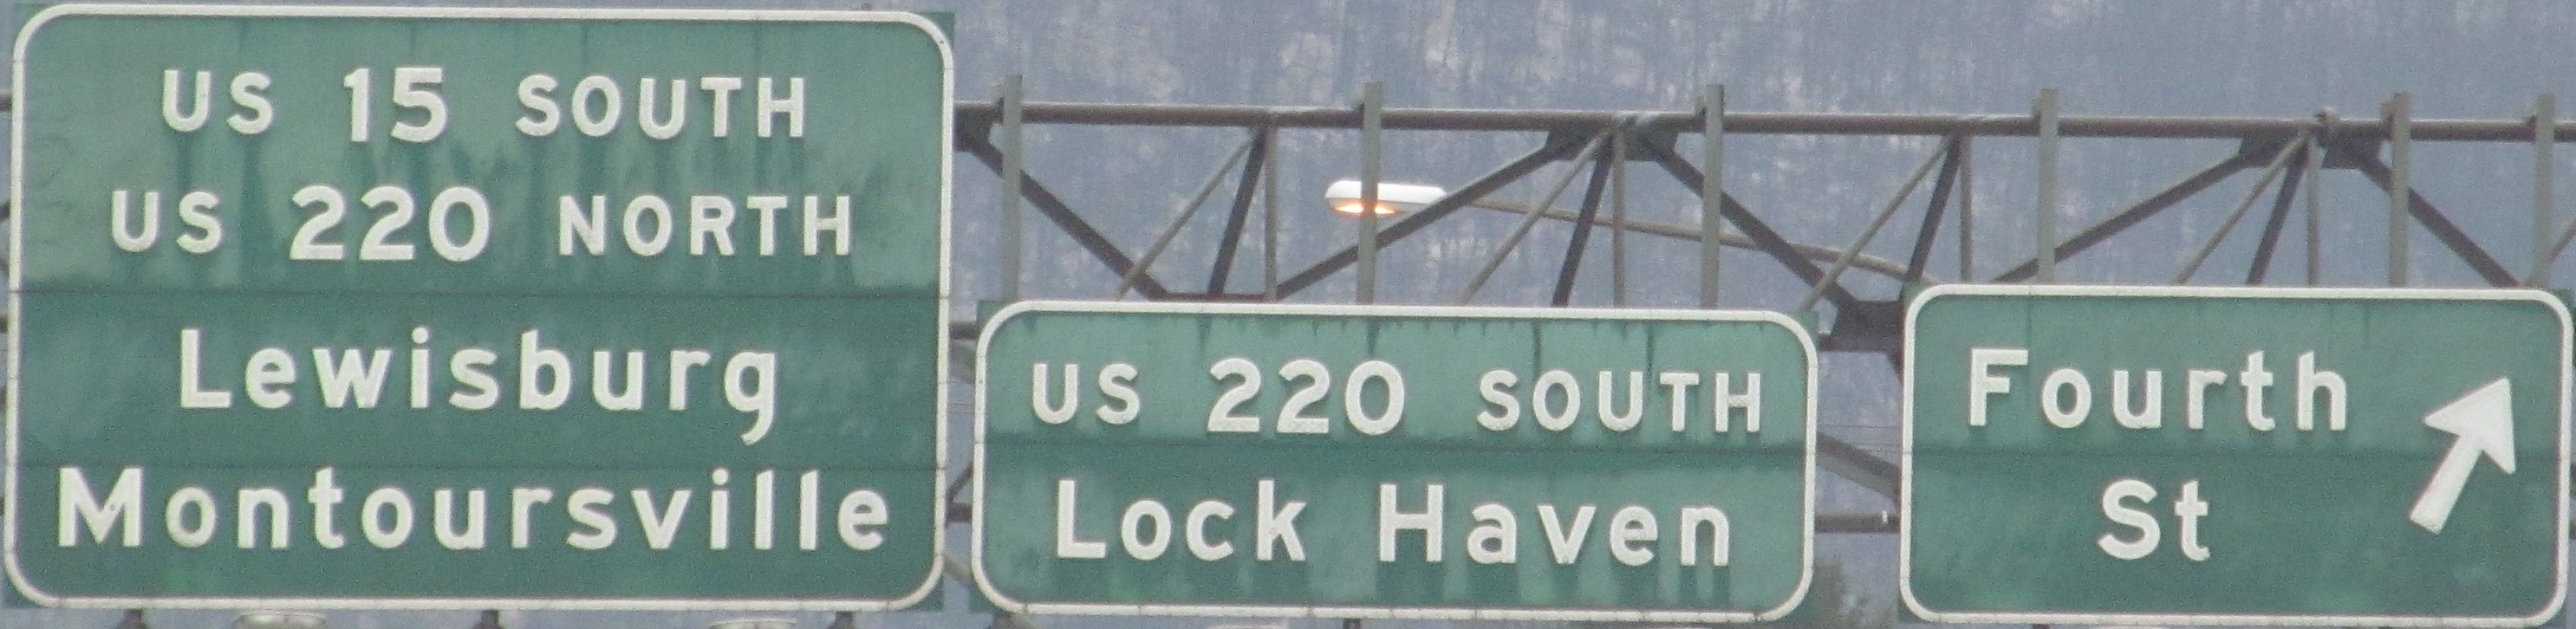 US 15 SOUTH
US 220 NORTH
Lewisburg
Montoursville
US 220 SOUTH
Lock Haven
Fourth
St